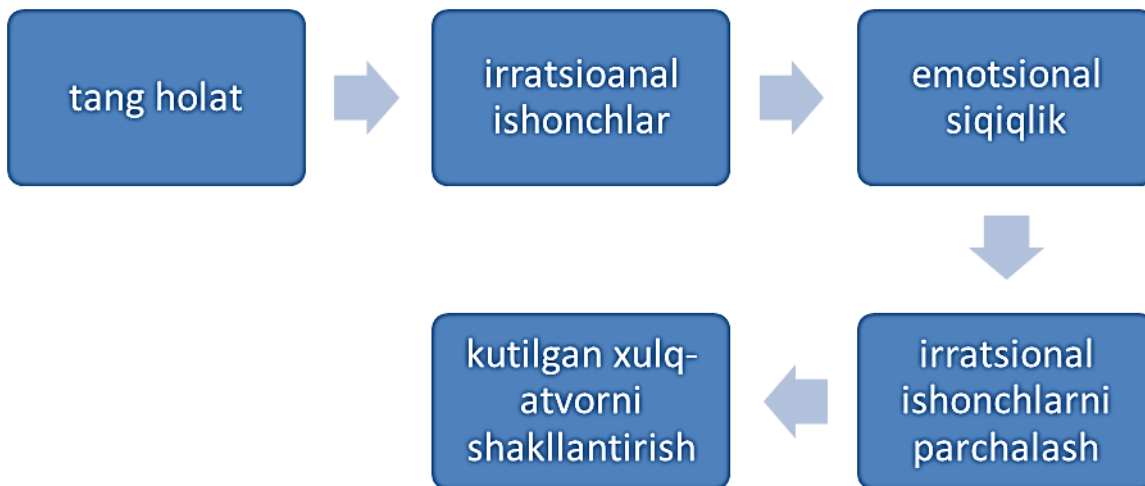 tang holat
irratsioanal
ishonchlar
emotsional
siqiqlik
irratsional
ishonchlarni
parchalash
kutilgan xulq-
atvorni
shakllantirish